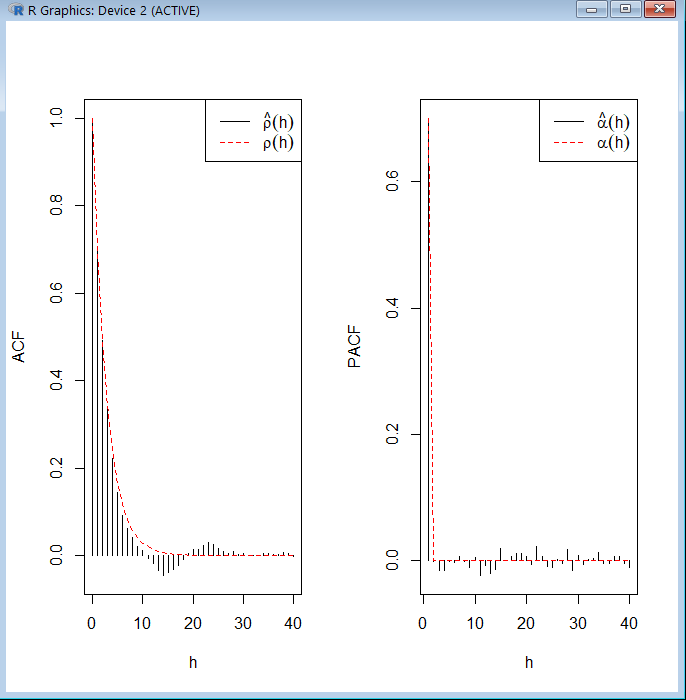 R Graphics: Device 2 (ACTIVE)
ρ̂(h)
ρ(h)
ACF
0.0 0.2 0.4 0.6 0.8 1.0
0 10 20 30 40
h
α̂(h)
α(h)
PACF
0.0 0.2 0.4 0.6
0 10 20 30 40
h